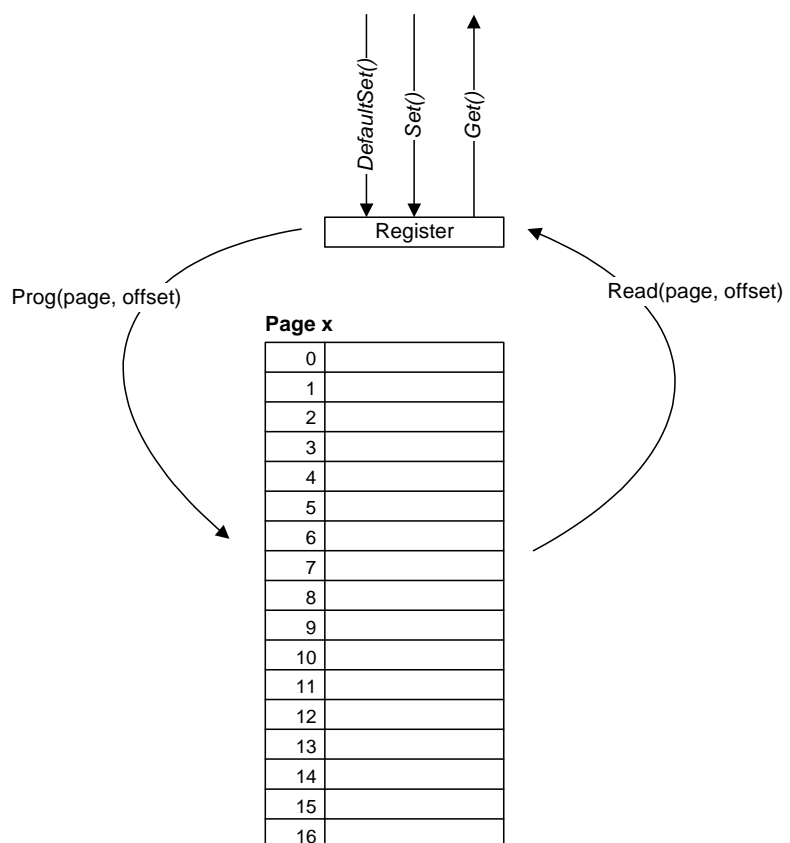 DefaultSet()
Set()
Get()
Register
Prog(page, offset)
Read(page, offset)
Page x
0
1
2
3
4
5
6
7
8
9
10
11
12
13
14
15
16